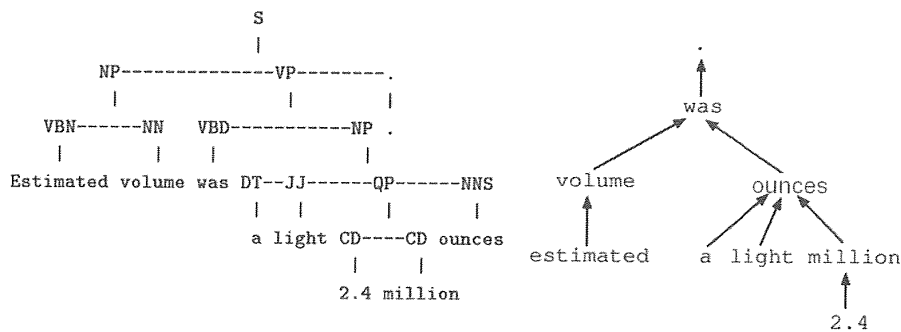 S
NP-------------VP-------.
VBN------NN VBD---------NP .
Estimated volume was DT--JJ------QP------NNS
a light CD----CD ounces
2.4 million
.
was
volume ounces
estimated a light million
2.4